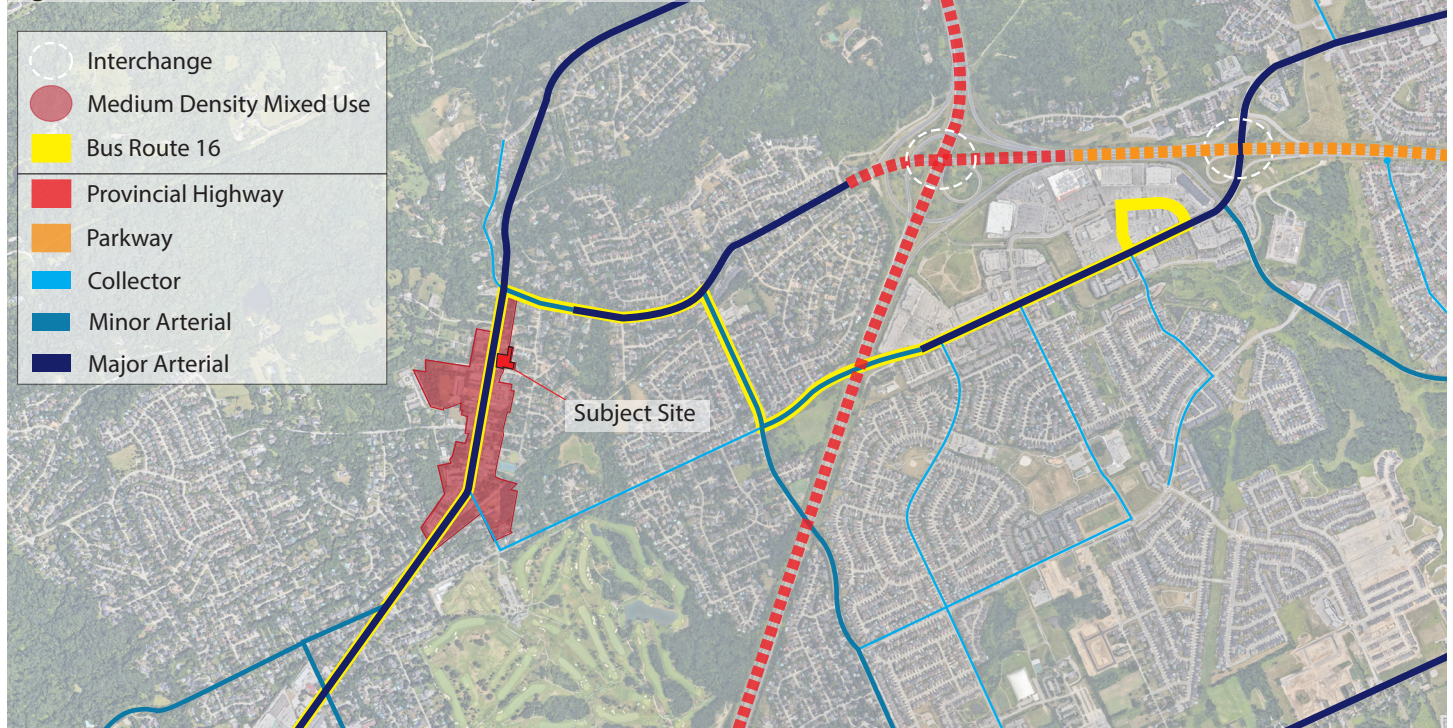 Interchange
Medium Density Mixed Use
Bus Route 16
Provincial Highway
Parkway
Collector
Minor Arterial
Major Arterial
Subject Site